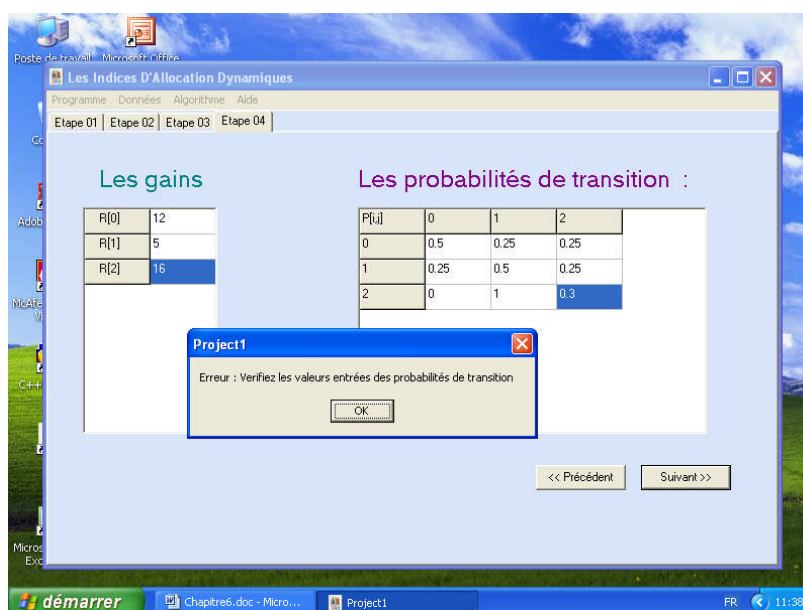 Poste de travail Microsoft Office
Les Indices D'Allocation Dynamiques
Programme Données Algorithme Aide
Etape 01 Etape 02 Etape 03 Etape 04
Les gains
Les probabilités de transition :
R[0] 12
R[1] 5
R[2] 16
P[i,j] 0 1 2
0 0.5 0.25 0.25
1 0.25 0.5 0.25
2 0 1 0.3
Project1
Erreur : Verifiez les valeurs entrées des probabilités de transition
OK
<< Précédent Suivant >>
Adob
McAfe
C++
Micros
Exc
démarrer Chapitre6.doc - Micro... Project1 FR 11:38